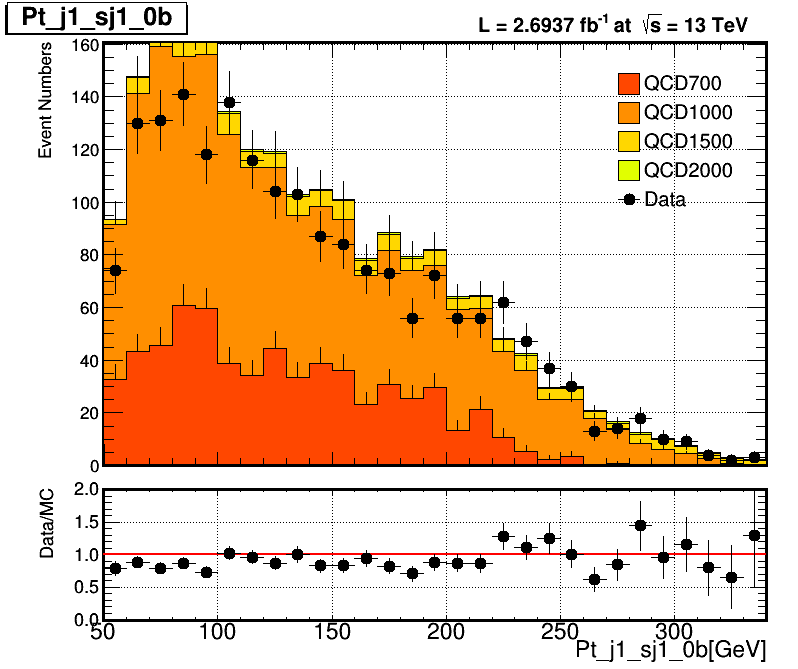 Pt_j1_sj1_0b
L = 2.6937 fb-1 at √s = 13 TeV
Event Numbers
160
140
120
100
80
60
40
20
0
QCD700
QCD1000
QCD1500
QCD2000
Data
Data/MC
2.0
1.5
1.0
0.5
0.0
50 100 150 200 250 300
Pt_j1_sj1_0b[GeV]